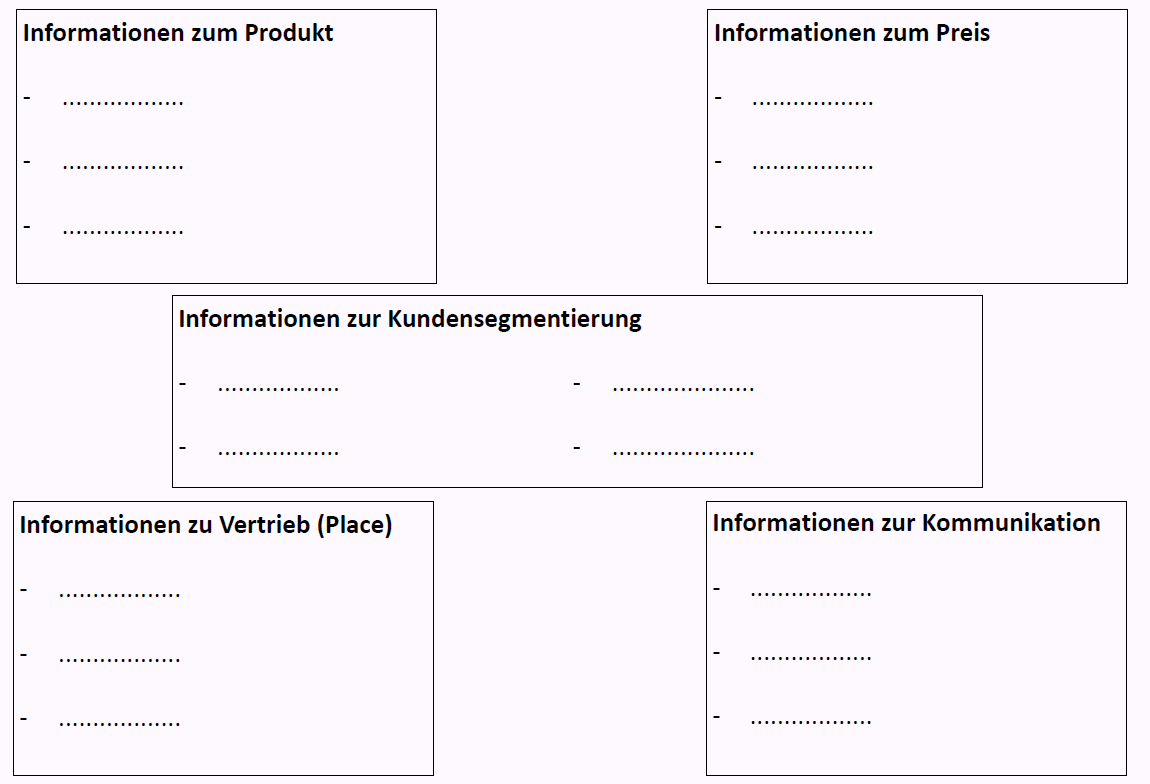 Informationen zum Produkt
- ..................
- ..................
- ..................
Informationen zum Preis
- ..................
- ..................
- ..................
Informationen zur Kundensegmentierung
- .................. - .....................
- .................. - .....................
Informationen zu Vertrieb (Place)
- ..................
- ..................
- ..................
Informationen zur Kommunikation
- ..................
- ..................
- ..................